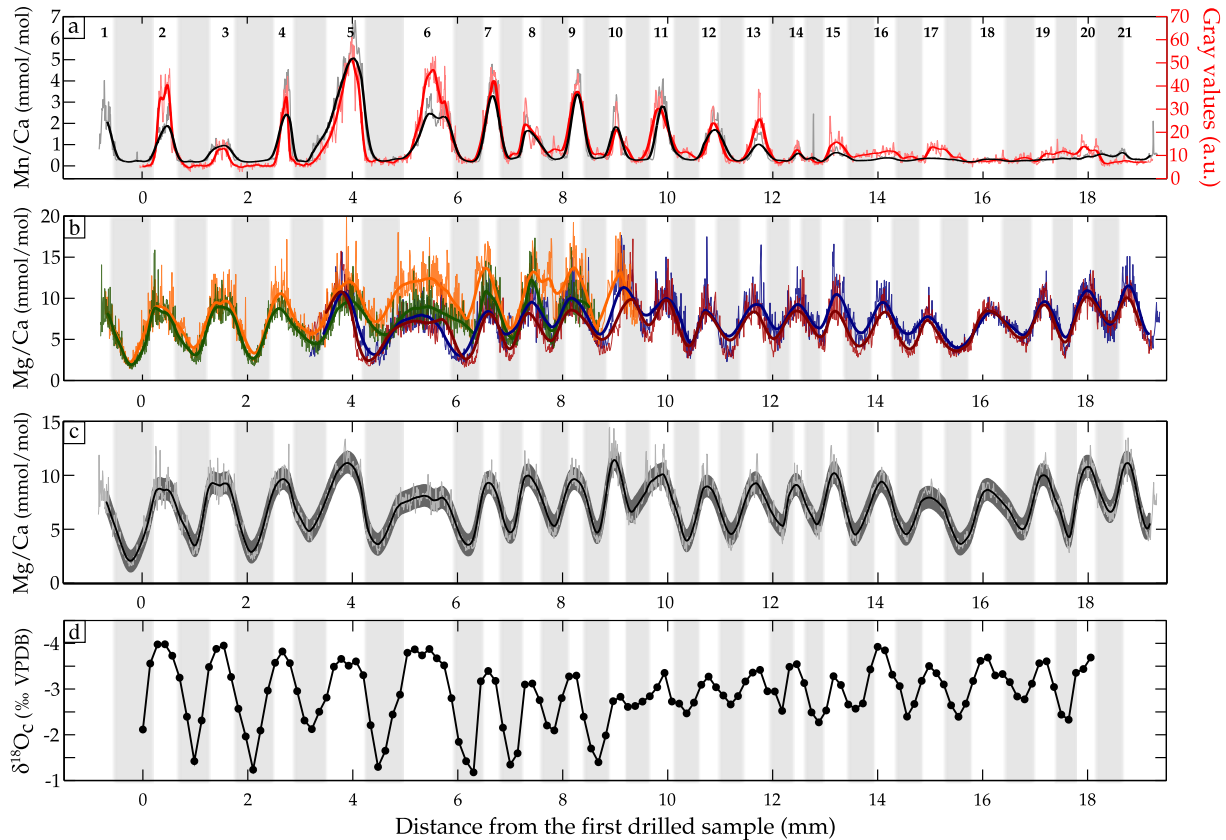 a
1 2 3 4 5 6 7 8 9 10 11 12 13 14 15 16 17 18 19 20 21
Mn/Ca (mmol/mol)
7
6
5
4
3
2
1
0
70
60
50
40
30
20
10
0
Gray values (a.u.)
0 2 4 6 8 10 12 14 16 18
b
Mg/Ca (mmol/mol)
20
15
10
5
0
0 2 4 6 8 10 12 14 16 18
c
Mg/Ca (mmol/mol)
15
10
5
0
0 2 4 6 8 10 12 14 16 18
d
δ¹⁸O_C (‰ VPDB)
-4
-3
-2
-1
0 2 4 6 8 10 12 14 16 18
Distance from the first drilled sample (mm)